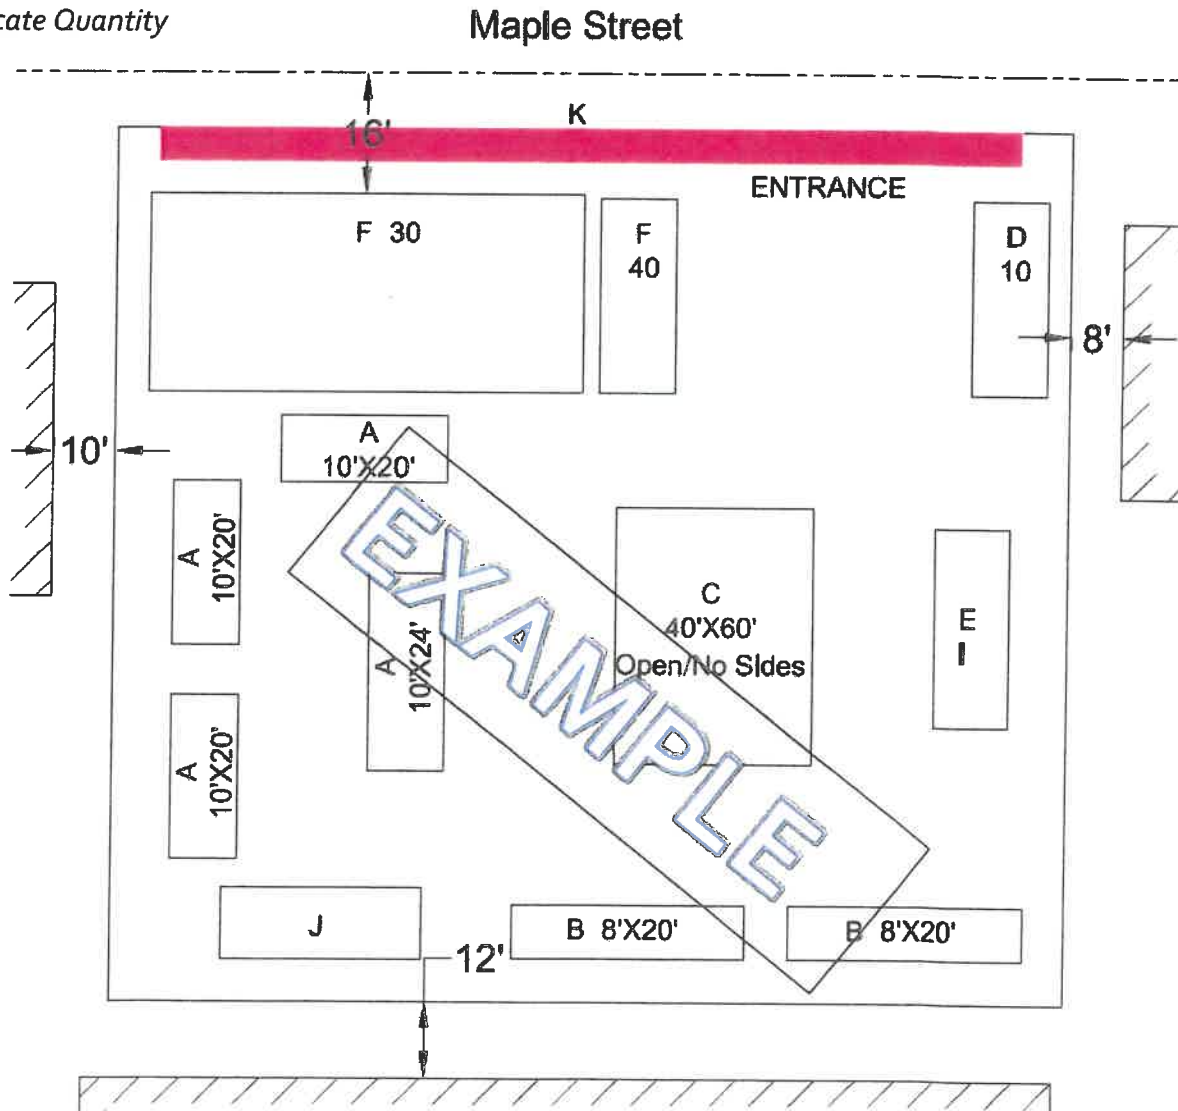 cate Quantity
Maple Street
K
16'
ENTRANCE
F 30
F
40
D
10
8'
10'
A
10'X20'
A
10'X20'
A
10'X24'
EXAMPLE
C
40'X60'
Open/No SIdes
E
I
A
10'X20'
J
B 8'X20'
B 8'X20'
12'